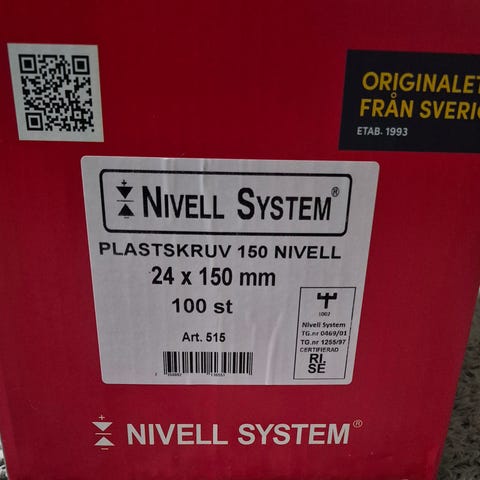 ORIGINALET
FRÅN SVERIG
ETAB. 1993
NIVELL SYSTEM®
PLASTSKRUV 150 NIVELL
24 x 150 mm
100 st
Art. 515
1002
Nivell System
TG.nr 0469/01
TG.nr 1255/97
CERTIFIERAD
RI.
SE
NIVELL SYSTEM®